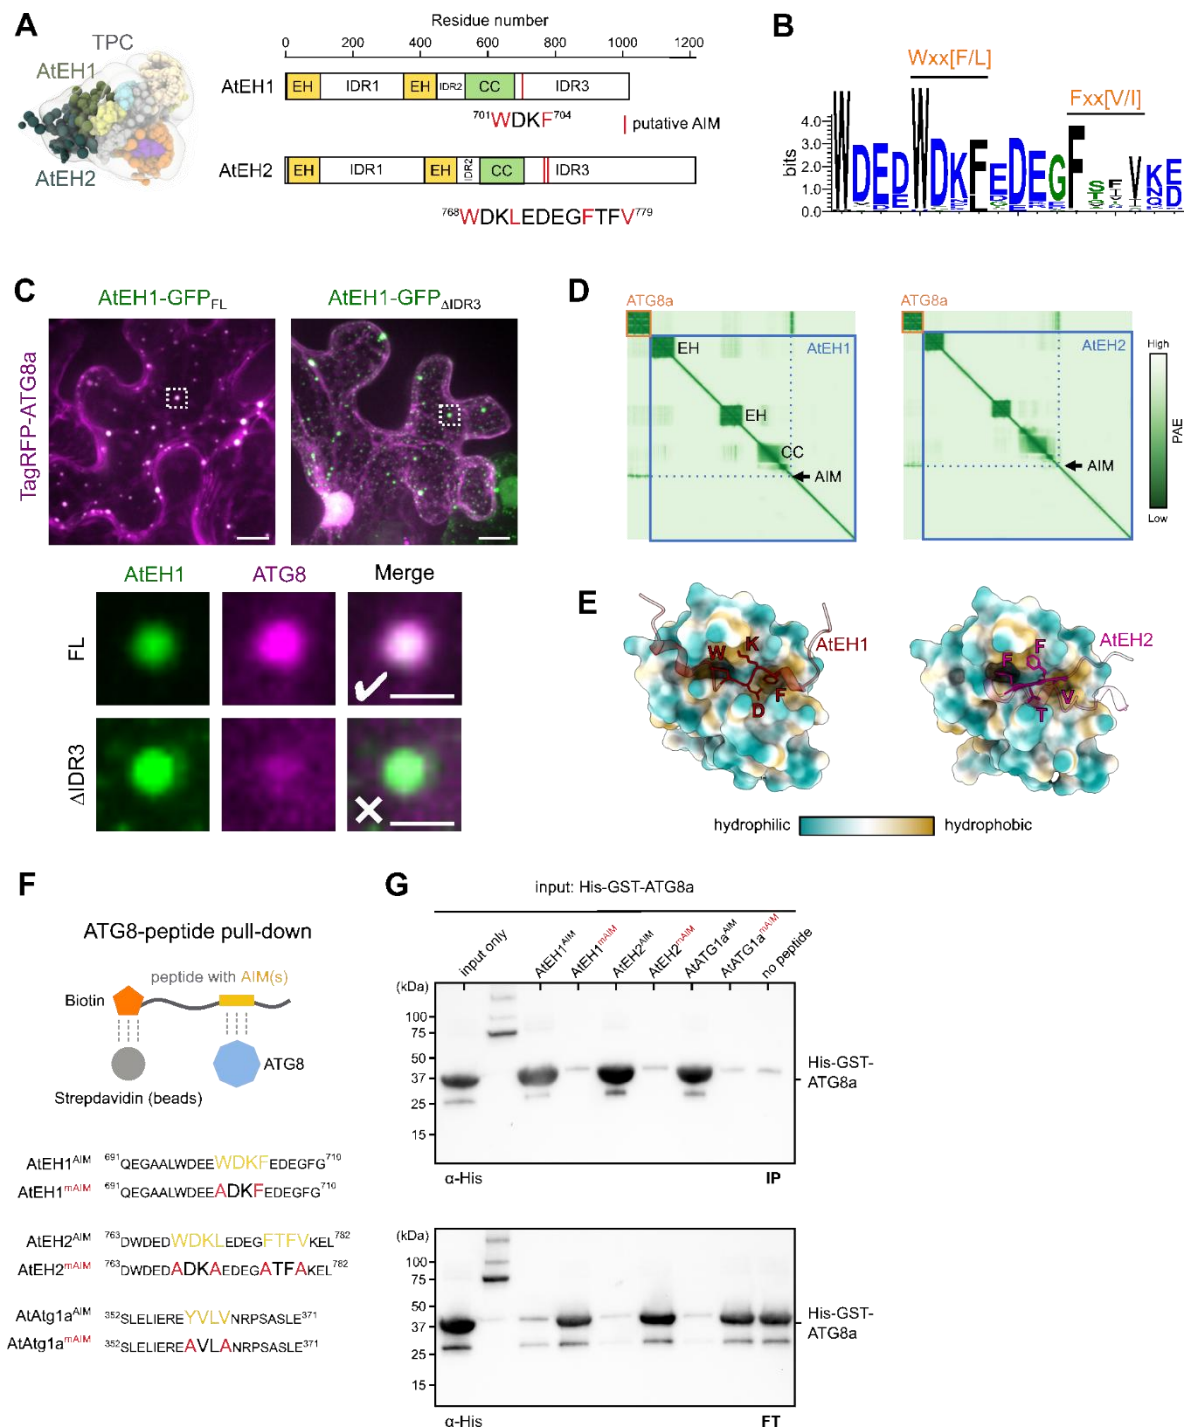 A
TPC
AtEH1
AtEH2
Residue number
0 200 400 600 800 1000 1200
AtEH1 EH IDR1 EH IDR2 CC IDR3
701WDKF704 putative AIM
AtEH2 EH IDR1 EH IDR2 CC IDR3
768WDKLEDEGFTFV779
B
Wxx[F/L]
Fxx[V/I]
bits
4.0
3.0
2.0
1.0
0.0
WDEDWDKFEDEGFSFVKE
C
AtEH1-GFPFL AtEH1-GFPΔIDR3
TagRFP-ATG8a
AtEH1 ATG8 Merge
FL
ΔIDR3
D
ATG8a
AtEH1
EH
EH
CC
AIM
ATG8a
AtEH2
AIM
High
PAE
Low
E
W K D F
AtEH1
F F T V
AtEH2
hydrophilic hydrophobic
F
ATG8-peptide pull-down
peptide with AIM(s)
Biotin
ATG8
Strepdavidin (beads)
AtEH1AIM 691QEGAALWDEEWDKFEDEGFG710
AtEH1mAIM 691QEGAALWDEEADKFEDEGFG710
AtEH2AIM 763DWDEDWDKLEDEGFTFVKEL782
AtEH2mAIM 763DWDEDADKAEDEGATFAKEL782
AtAtg1aAIM 352SLELIEREYVLVNRPSASLE371
AtAtg1amAIM 352SLELIEREAVLANRPSASLE371
G
input: His-GST-ATG8a
input only
AtEH1AIM
AtEH1mAIM
AtEH2AIM
AtEH2mAIM
AtATG1aAIM
AtATG1amAIM
no peptide
(kDa)
100
75
50
37
25
15
His-GST-
ATG8a
α-His IP
(kDa)
100
75
50
37
25
15
His-GST-
ATG8a
α-His FT